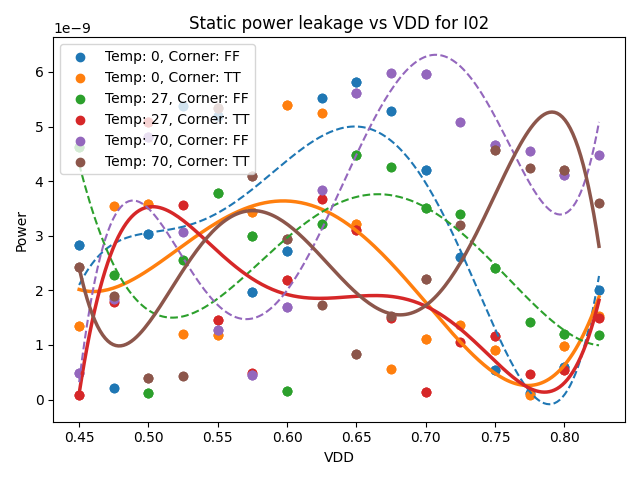 Static power leakage vs VDD for I02
1e−9
Temp: 0, Corner: FF
Temp: 0, Corner: TT
Temp: 27, Corner: FF
Temp: 27, Corner: TT
Temp: 70, Corner: FF
Temp: 70, Corner: TT
6
5
4
3
2
1
0
Power
0.45 0.50 0.55 0.60 0.65 0.70 0.75 0.80
VDD